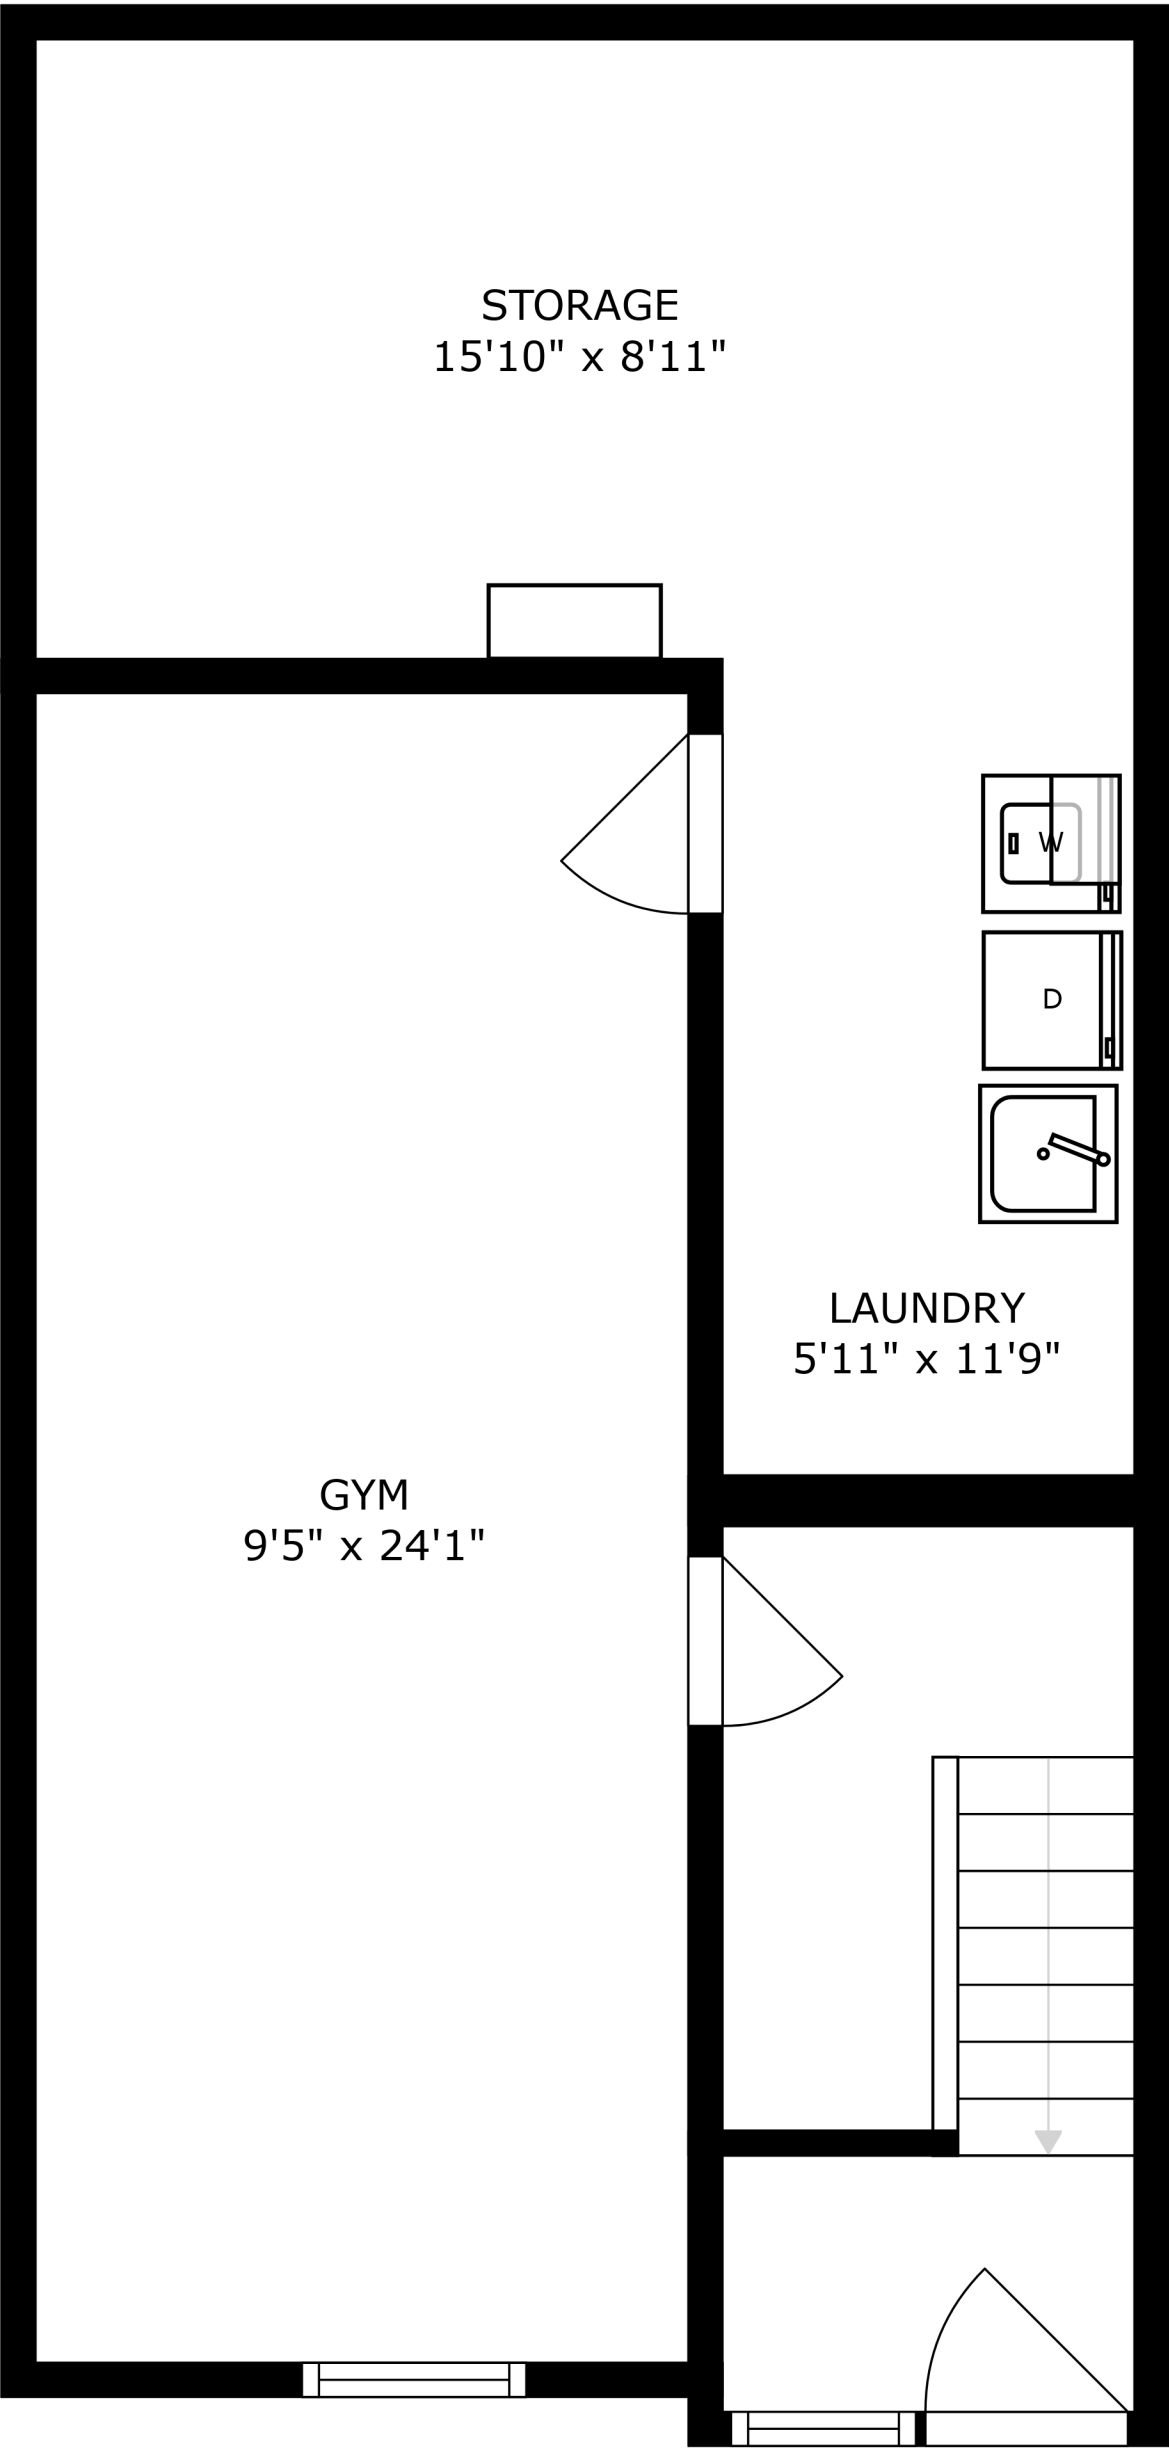 STORAGE
15'10" x 8'11"
W
D
LAUNDRY
5'11" x 11'9"
GYM
9'5" x 24'1"